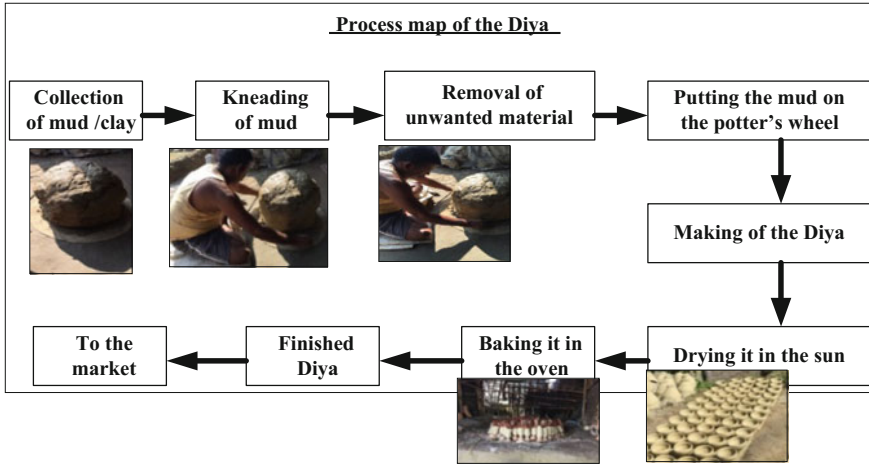 Process map of the Diya
Collection
of mud /clay
Kneading
of mud
Removal of
unwanted material
Putting the mud on
the potter's wheel
Making of the Diya
Drying it in the sun
Baking it in
the oven
Finished
Diya
To the
market